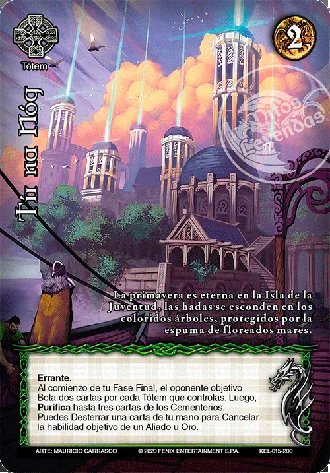 2
Tótem
Tír na Nóg
Mitos
Leyendas
La primavera es eterna en la Isla de la
Juventud, las hadas se esconden en los
coloridos árboles, protegidos por la
espuma de floreados mares.
Errante.
Al comienzo de tu Fase Final, el oponente objetivo
Bota dos cartas por cada Tótem que controlas. Luego,
Purifica hasta tres cartas de los Cementerios.
Puedes Desterrar una carta de tu mano para Cancelar
la habilidad objetivo de un Aliado u Oro.
ARTE: MAURICIO CARRASCO
© 2020 FENIX ENTERTAINMENT S.P.A.